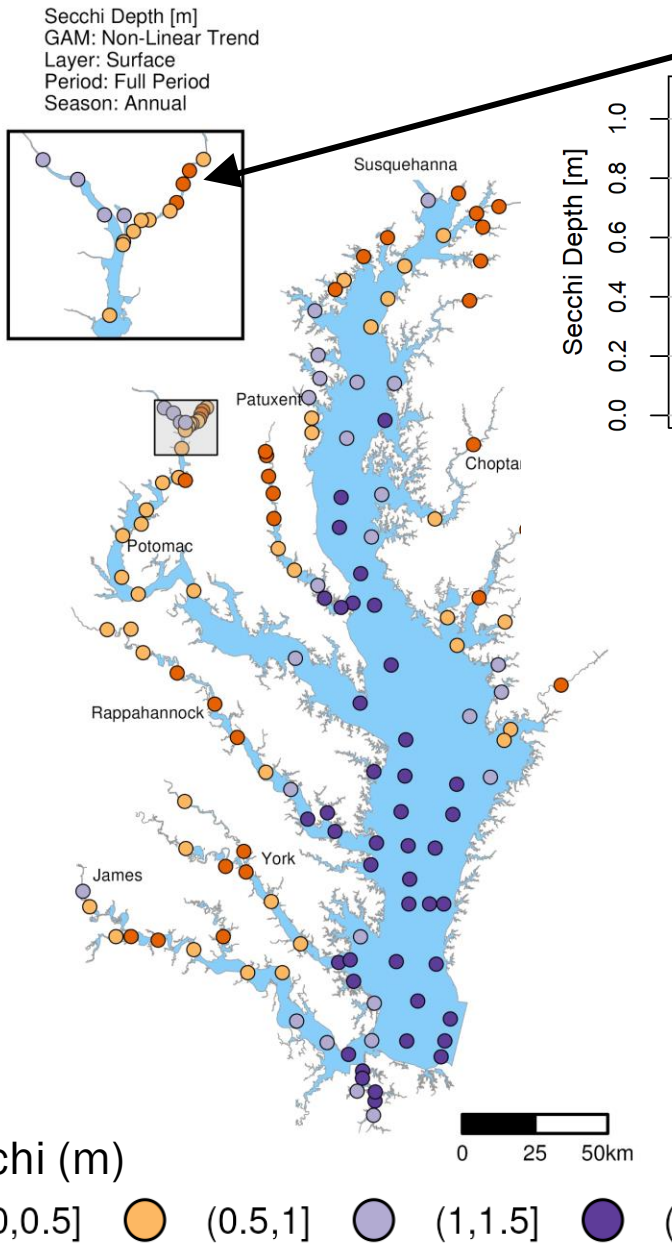 Secchi Depth [m]
GAM: Non-Linear Trend
Layer: Surface
Period: Full Period
Season: Annual
Susquehanna
Secchi Depth [m]
0.0 0.2 0.4 0.6 0.8 1.0
Patuxent
Chopta
Potomac
Rappahannock
York
James
0 25 50km
chi (m)
0,0.5] (0.5,1] (1,1.5] (